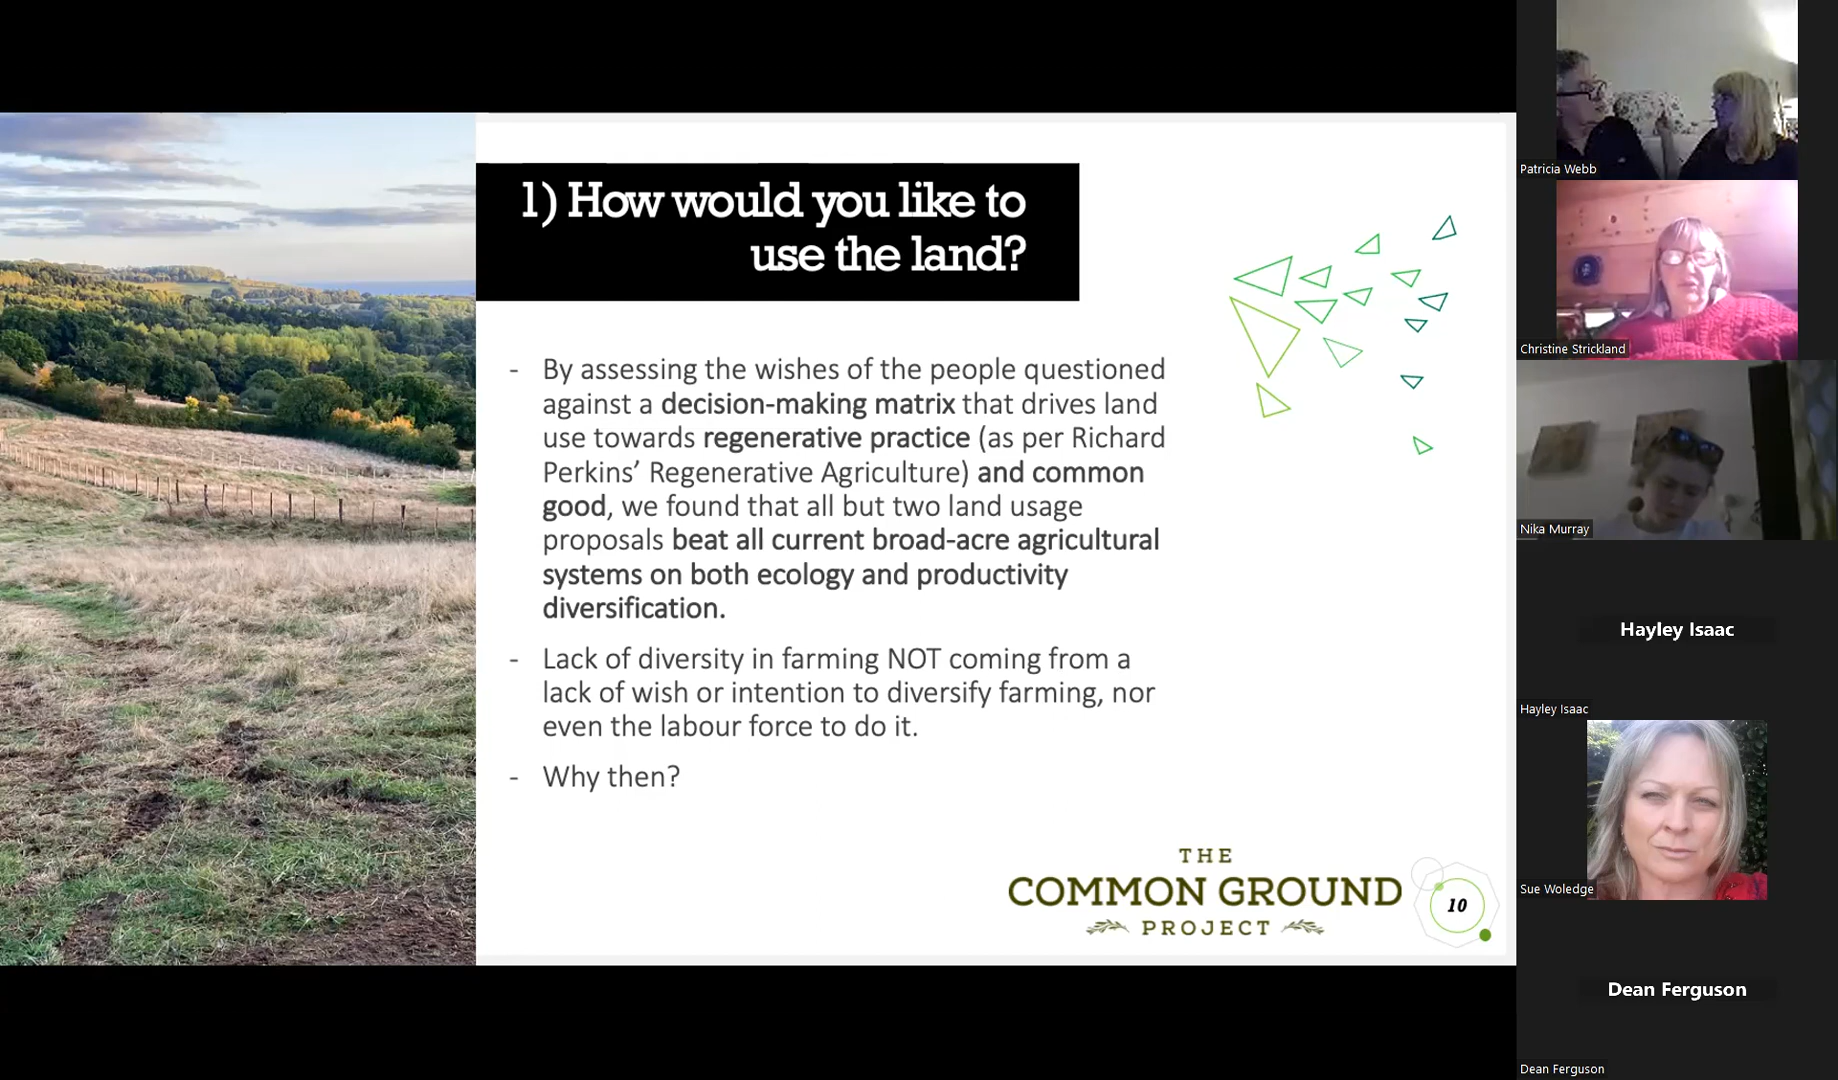 1) How would you like to
use the land?
- By assessing the wishes of the people questioned
against a decision-making matrix that drives land
use towards regenerative practice (as per Richard
Perkins’ Regenerative Agriculture) and common
good, we found that all but two land usage
proposals beat all current broad-acre agricultural
systems on both ecology and productivity
diversification.
- Lack of diversity in farming NOT coming from a
lack of wish or intention to diversify farming, nor
even the labour force to do it.
- Why then?
THE
COMMON GROUND
PROJECT
10
Patricia Webb
Christine Strickland
Nika Murray
Hayley Isaac
Hayley Isaac
Sue Woledge
Dean Ferguson
Dean Ferguson